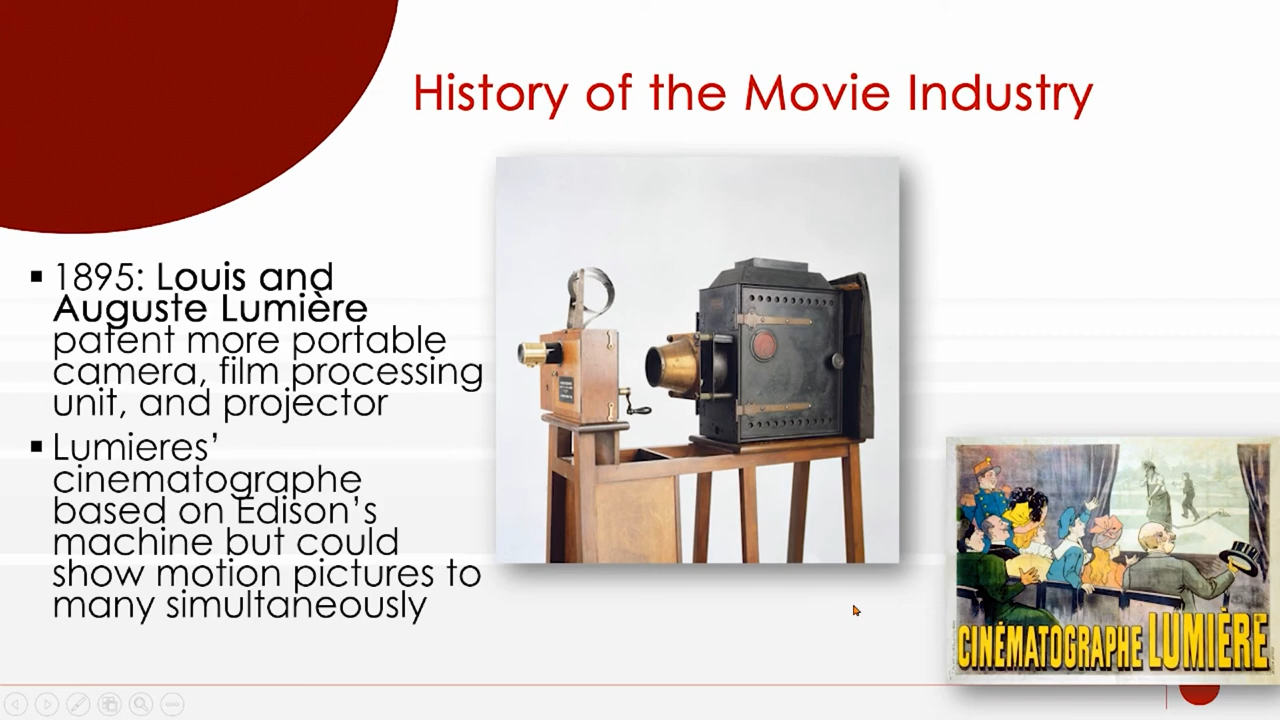 History of the Movie Industry
▪ 1895: Louis and
Auguste Lumière
patent more portable
camera, film processing
unit, and projector
▪ Lumieres’
cinematographe
based on Edison’s
machine but could
show motion pictures to
many simultaneously
CINÉMATOGRAPHE LUMIÈRE